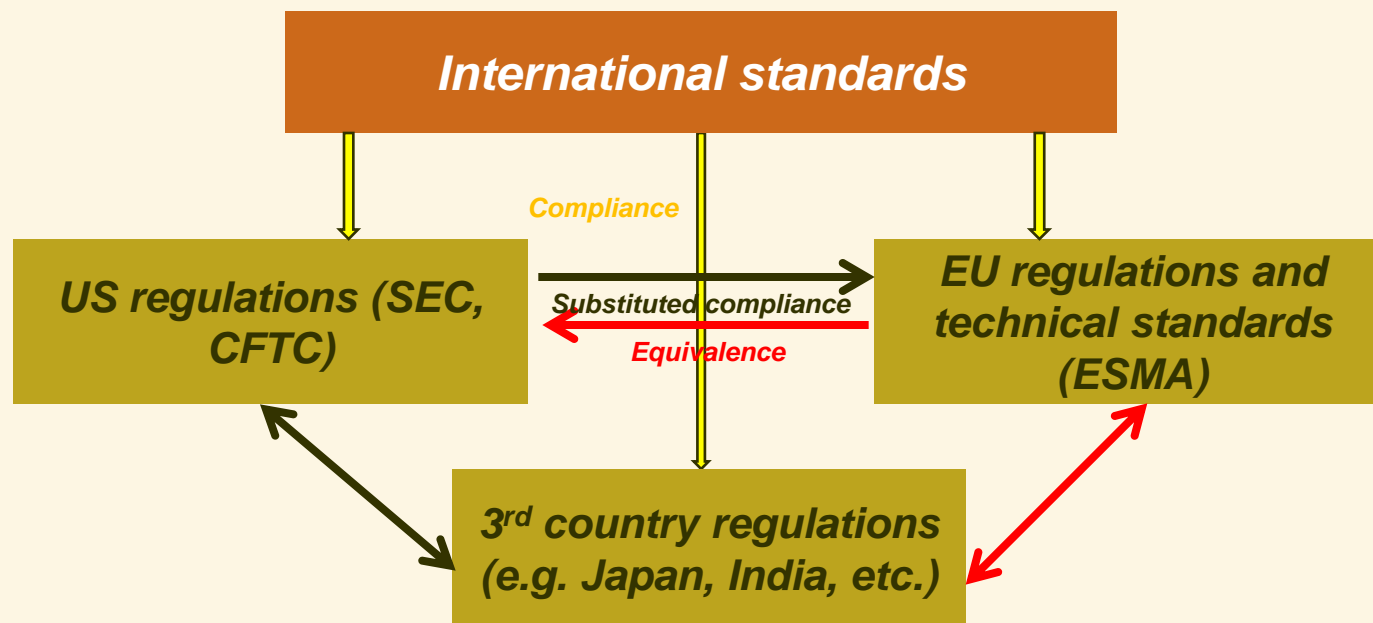 International standards
Compliance
US regulations (SEC,
CFTC)
EU regulations and
technical standards
(ESMA)
Substituted compliance
Equivalence
3rd country regulations
(e.g. Japan, India, etc.)